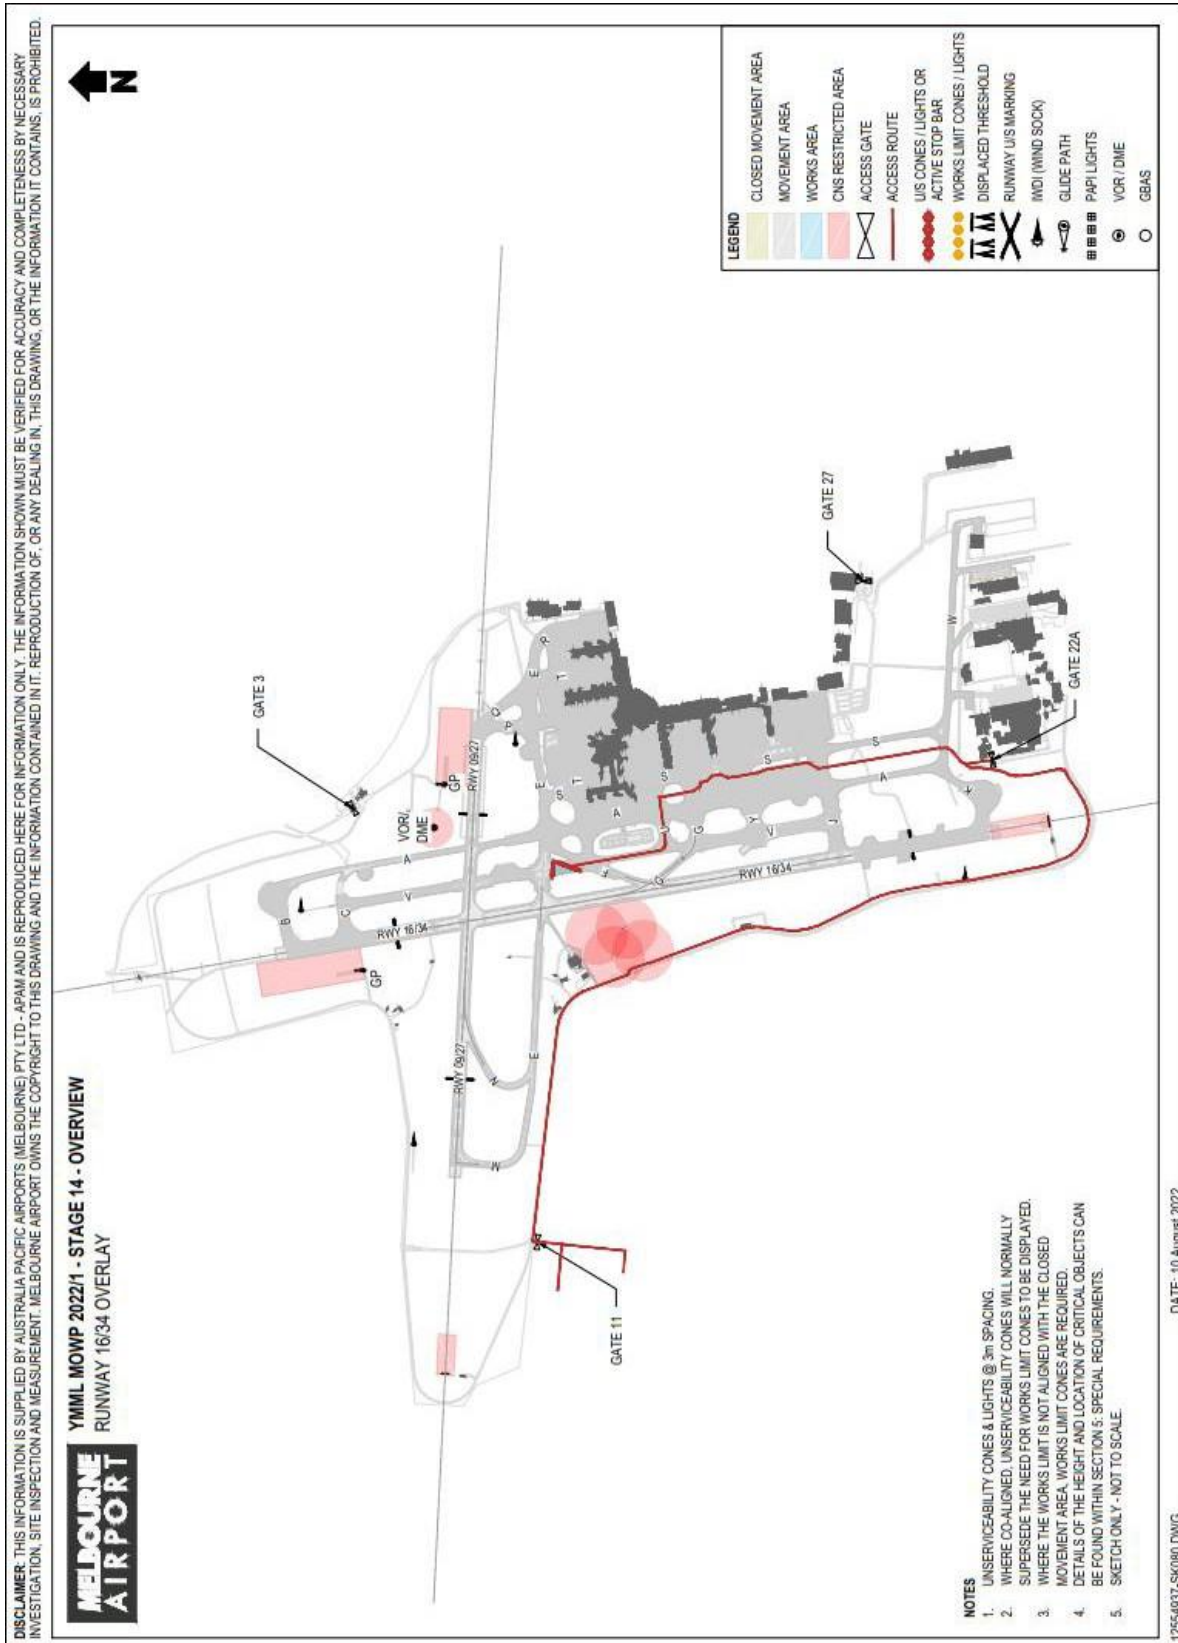 DISCLAIMER: THIS INFORMATION IS SUPPLIED BY AUSTRALIA PACIFIC AIRPORTS (MELBOURNE) PTY LTD - APAM AND IS REPRODUCED HERE FOR INFORMATION ONLY. THE INFORMATION SHOWN MUST BE VERIFIED FOR ACCURACY AND COMPLETENESS BY NECESSARY
INVESTIGATION, SITE INSPECTION AND MEASUREMENT. MELBOURNE AIRPORT OWNS THE COPYRIGHT TO THIS DRAWING AND THE INFORMATION CONTAINED IN IT. REPRODUCTION OF, OR ANY DEALING IN, THIS DRAWING, OR THE INFORMATION IT CONTAINS, IS PROHIBITED.
MELBOURNE
AIRPORT
YMML MOWP 2022/1 - STAGE 14 - OVERVIEW
RUNWAY 16/34 OVERLAY
N
GATE 3
GATE 27
GATE 22A
GATE 11
VOR/
DME
GP
GP
RWY 16/34
RWY 16/34
RWY 09/27
RWY 09/27
B
C
A
V
N
M
E
E
E
P
Q
R
T
T
S
A
F
G
G
Y
V
J
S
S
S
A
K
W
LEGEND
CLOSED MOVEMENT AREA
MOVEMENT AREA
WORKS AREA
CNS RESTRICTED AREA
ACCESS GATE
ACCESS ROUTE
U/S CONES / LIGHTS OR
ACTIVE STOP BAR
WORKS LIMIT CONES / LIGHTS
DISPLACED THRESHOLD
RUNWAY U/S MARKING
IWDI (WIND SOCK)
GLIDE PATH
PAPI LIGHTS
VOR / DME
GBAS
NOTES
1. UNSERVICEABILITY CONES & LIGHTS @ 3m SPACING.
2. WHERE CO-ALIGNED, UNSERVICEABILITY CONES WILL NORMALLY
SUPERSEDE THE NEED FOR WORKS LIMIT CONES TO BE DISPLAYED.
3. WHERE THE WORKS LIMIT IS NOT ALIGNED WITH THE CLOSED
MOVEMENT AREA, WORKS LIMIT CONES ARE REQUIRED.
4. DETAILS OF THE HEIGHT AND LOCATION OF CRITICAL OBJECTS CAN
BE FOUND WITHIN SECTION 5: SPECIAL REQUIREMENTS.
5. SKETCH ONLY - NOT TO SCALE.
12554937-SK080.DWG
DATE: 10 August 2022